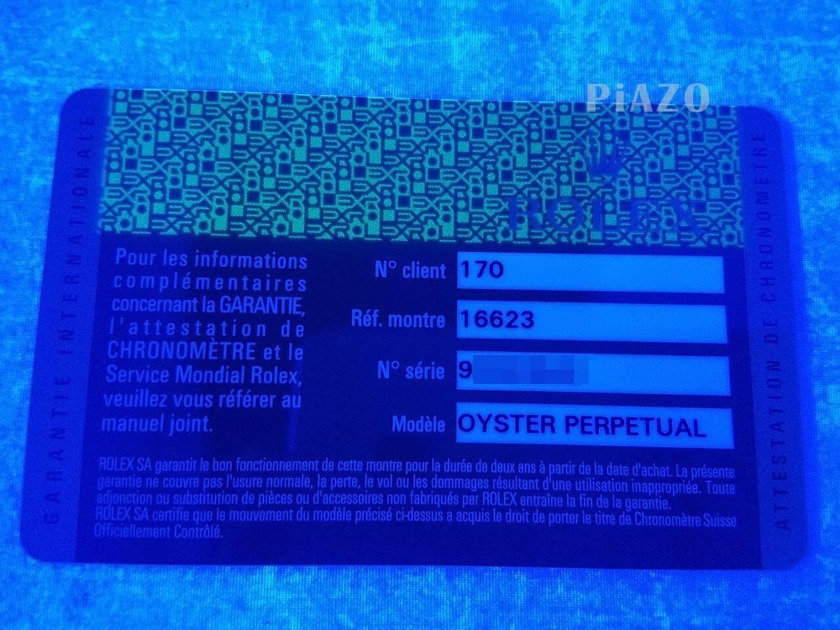 PiAZO
ROLEX
GARANTIE INTERNATIONALE
Pour les informations
complémentaires
concernant la GARANTIE,
l'attestation de
CHRONOMÈTRE et le
Service Mondial Rolex,
veuillez vous référer au
manuel joint.
N° client 170
Réf. montre 16623
N° série 9
Modèle OYSTER PERPETUAL
ATTESTATION DE CHRONOMETRE
ROLEX SA garantit le bon fonctionnement de cette montre pour la durée de deux ans à partir de la date d'achat. La présente
garantie ne couvre pas l'usure normale, la perte, le vol ou les dommages résultant d'une utilisation inappropriée. Toute
adjonction ou substitution de pièces ou d'accessoires non fabriqués par ROLEX entraîne la fin de la garantie.
ROLEX SA certifie que le mouvement du modèle précisé ci-dessus a acquis le droit de porter le titre de Chronomètre Suisse
Officiellement Contrôlé.